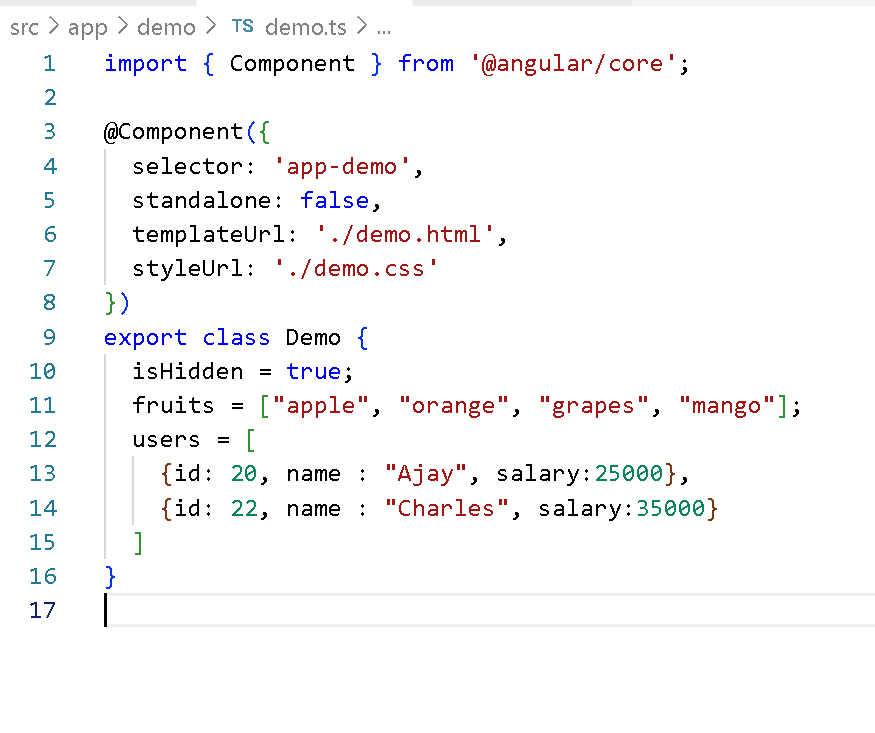 src > app > demo > TS demo.ts > ...
1 import { Component } from '@angular/core';
2
3 @Component({
4 selector: 'app-demo',
5 standalone: false,
6 templateUrl: './demo.html',
7 styleUrl: './demo.css'
8 })
9 export class Demo {
10 isHidden = true;
11 fruits = ["apple", "orange", "grapes", "mango"];
12 users = [
13 {id: 20, name : "Ajay", salary:25000},
14 {id: 22, name : "Charles", salary:35000}
15 ]
16 }
17